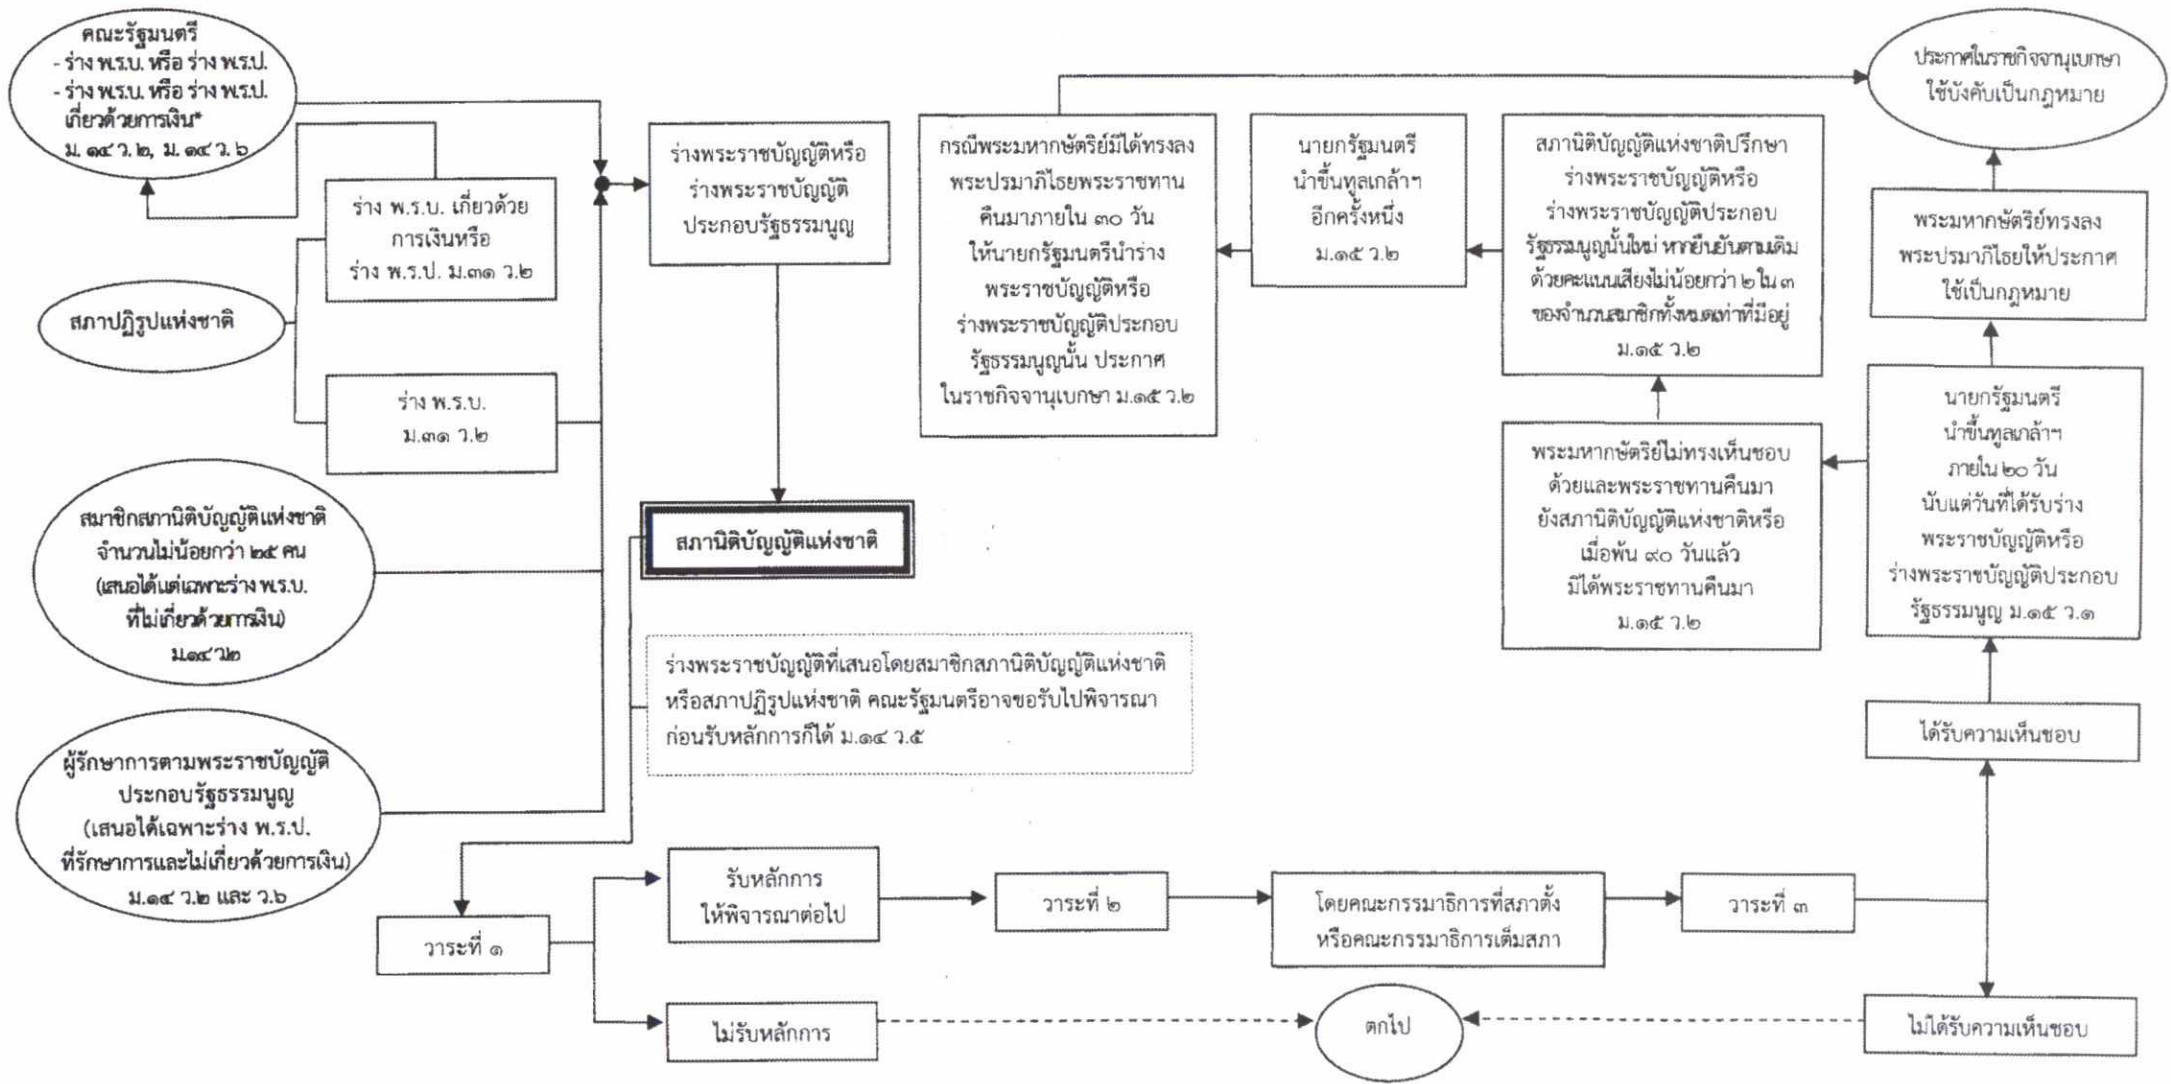 คณะรัฐมนตรี
- ร่าง พ.ร.บ. หรือ ร่าง พ.ร.ป.
- ร่าง พ.ร.บ. หรือ ร่าง พ.ร.ป.
เกี่ยวด้วยการเงิน*
ม. ๑๔ ว. ๒, ม. ๑๔ ว. ๖
ร่าง พ.ร.บ. เกี่ยวด้วย
การเงินหรือ
ร่าง พ.ร.ป. ม.๓๑ ว.๒
สภาปฏิรูปแห่งชาติ
ร่าง พ.ร.บ.
ม.๓๑ ว.๒
สมาชิกสภานิติบัญญัติแห่งชาติ
จำนวนไม่น้อยกว่า ๒๕ คน
(เสนอได้แต่เฉพาะร่าง พ.ร.บ.
ที่ไม่เกี่ยวด้วยการเงิน)
ม.๑๔ ว.๒
ผู้รักษาการตามพระราชบัญญัติ
ประกอบรัฐธรรมนูญ
(เสนอได้เฉพาะร่าง พ.ร.ป.
ที่รักษาการและไม่เกี่ยวด้วยการเงิน)
ม.๑๔ ว.๒ และ ว.๖
ร่างพระราชบัญญัติหรือ
ร่างพระราชบัญญัติ
ประกอบรัฐธรรมนูญ
สภานิติบัญญัติแห่งชาติ
ร่างพระราชบัญญัติที่เสนอโดยสมาชิกสภานิติบัญญัติแห่งชาติ
หรือสภาปฏิรูปแห่งชาติ คณะรัฐมนตรีอาจขอรับไปพิจารณา
ก่อนรับหลักการก็ได้ ม.๑๔ ว.๕
วาระที่ ๑
รับหลักการ
ให้พิจารณาต่อไป
ไม่รับหลักการ
วาระที่ ๒
โดยคณะกรรมาธิการที่สภาตั้ง
หรือคณะกรรมาธิการเต็มสภา
วาระที่ ๓
ตกไป
ไม่ได้รับความเห็นชอบ
ได้รับความเห็นชอบ
นายกรัฐมนตรี
นำขึ้นทูลเกล้าฯ
ภายใน ๒๐ วัน
นับแต่วันที่ได้รับร่าง
พระราชบัญญัติหรือ
ร่างพระราชบัญญัติประกอบ
รัฐธรรมนูญ ม.๑๕ ว.๑
พระมหากษัตริย์ทรงลง
พระปรมาภิไธยให้ประกาศ
ใช้เป็นกฎหมาย
ประกาศในราชกิจจานุเบกษา
ใช้บังคับเป็นกฎหมาย
พระมหากษัตริย์ไม่ทรงเห็นชอบ
ด้วยและพระราชทานคืนมา
ยังสภานิติบัญญัติแห่งชาติหรือ
เมื่อพ้น ๙๐ วันแล้ว
มิได้พระราชทานคืนมา
ม.๑๕ ว.๒
สภานิติบัญญัติแห่งชาติปรึกษา
ร่างพระราชบัญญัติหรือ
ร่างพระราชบัญญัติประกอบ
รัฐธรรมนูญนั้นใหม่ หากยืนยันตามเดิม
ด้วยคะแนนเสียงไม่น้อยกว่า ๒ ใน ๓
ของจำนวนสมาชิกทั้งหมดเท่าที่มีอยู่
ม.๑๕ ว.๒
นายกรัฐมนตรี
นำขึ้นทูลเกล้าฯ
อีกครั้งหนึ่ง
ม.๑๕ ว.๒
กรณีพระมหากษัตริย์มิได้ทรงลง
พระปรมาภิไธยพระราชทาน
คืนมาภายใน ๓๐ วัน
ให้นายกรัฐมนตรีนำร่าง
พระราชบัญญัติหรือ
ร่างพระราชบัญญัติประกอบ
รัฐธรรมนูญนั้น ประกาศ
ในราชกิจจานุเบกษา ม.๑๕ ว.๒